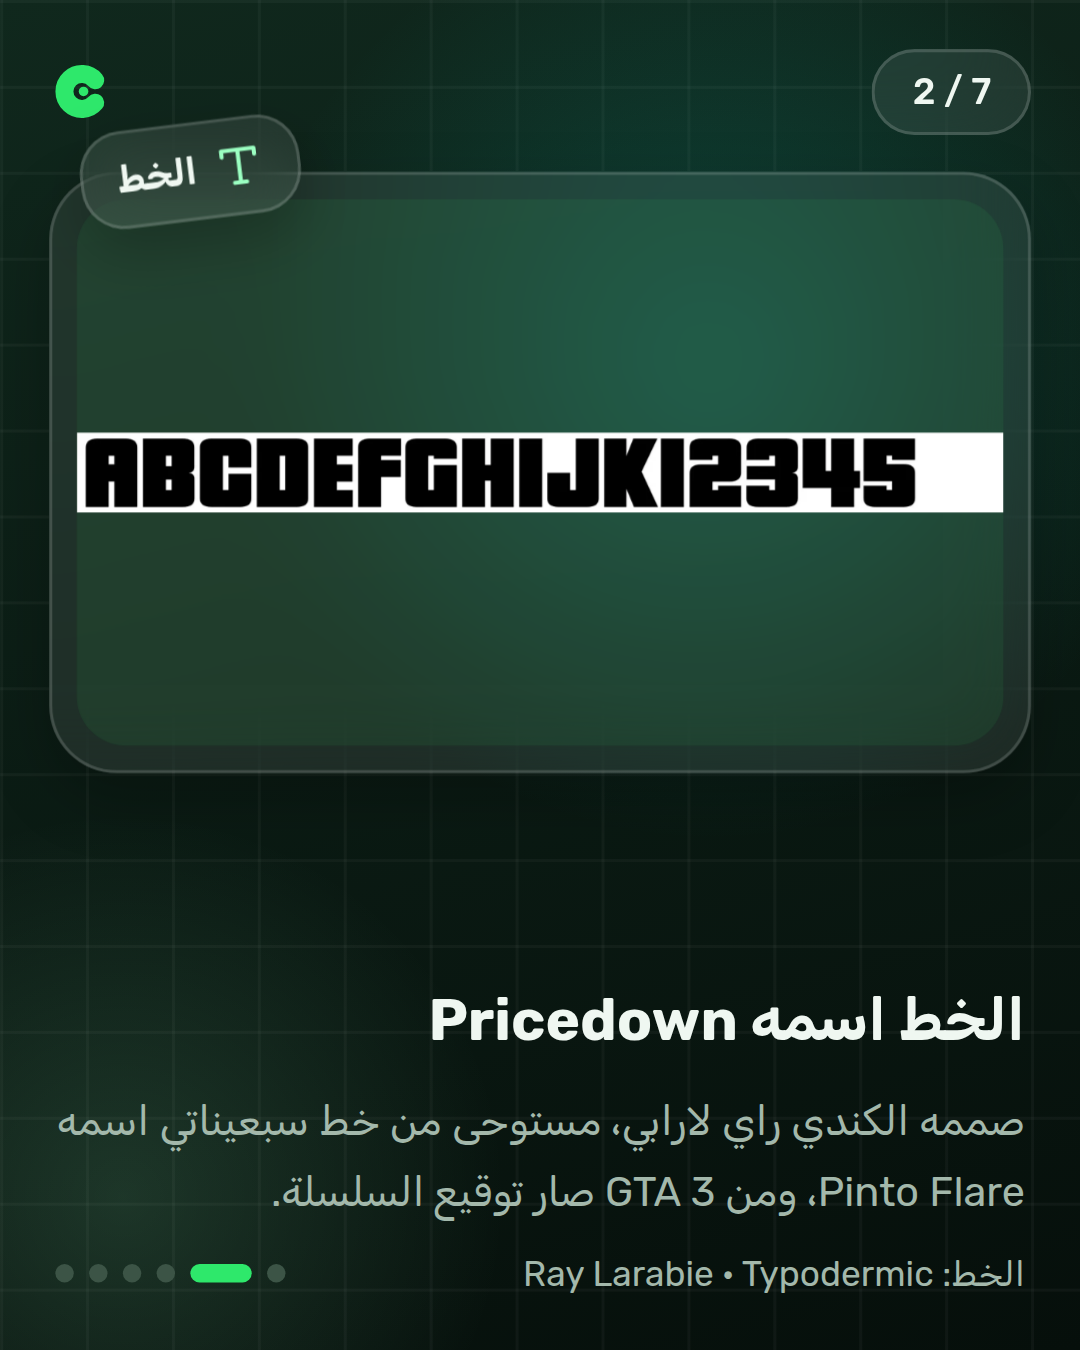 2 / 7
الخط
ABCDEFGHIJK12345
الخط اسمه Pricedown
صممه الكندي راي لارابي، مستوحى من خط سبعيناتي اسمه
Pinto Flare، ومن GTA 3 صار توقيع السلسلة.
الخط: Ray Larabie • Typodermic